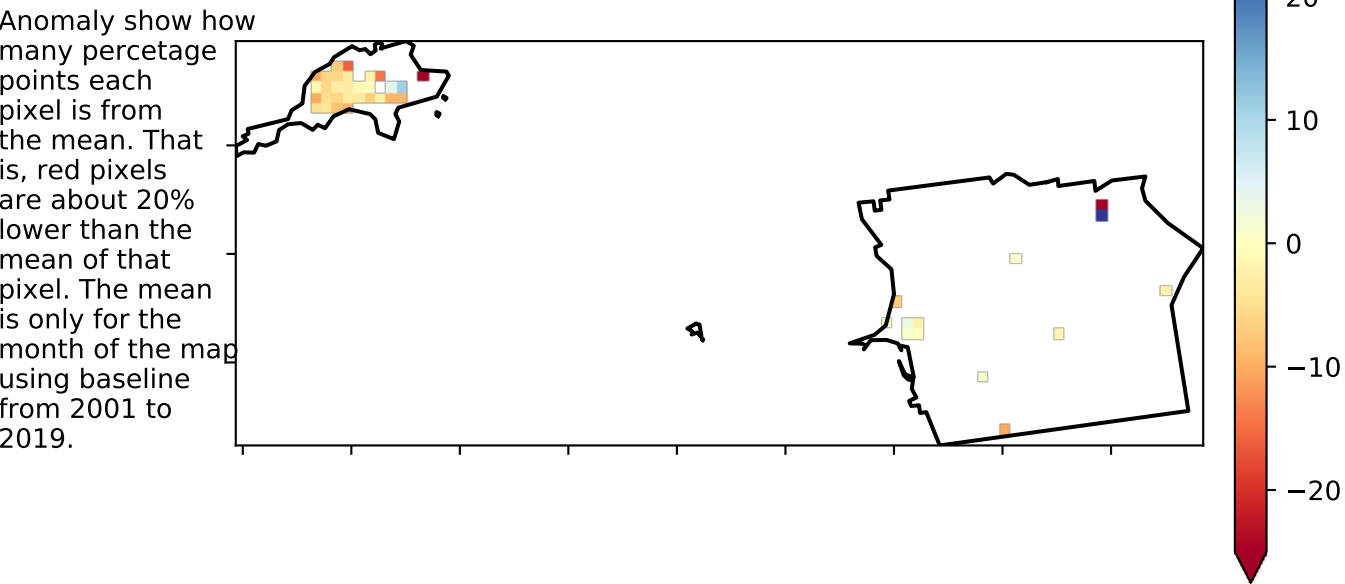 Anomaly show how
many percetage
points each
pixel is from
the mean. That
is, red pixels
are about 20%
lower than the
mean of that
pixel. The mean
is only for the
month of the map
using baseline
from 2001 to
2019.
20
10
0
−10
−20